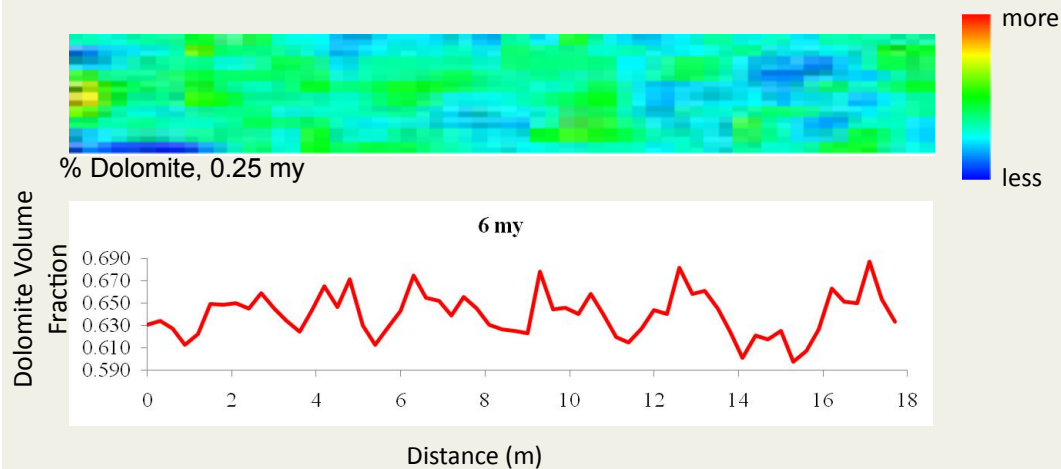 more
less
% Dolomite, 0.25 my
Dolomite Volume
Fraction
6 my
0.690
0.670
0.650
0.630
0.610
0.590
0 2 4 6 8 10 12 14 16 18
Distance (m)